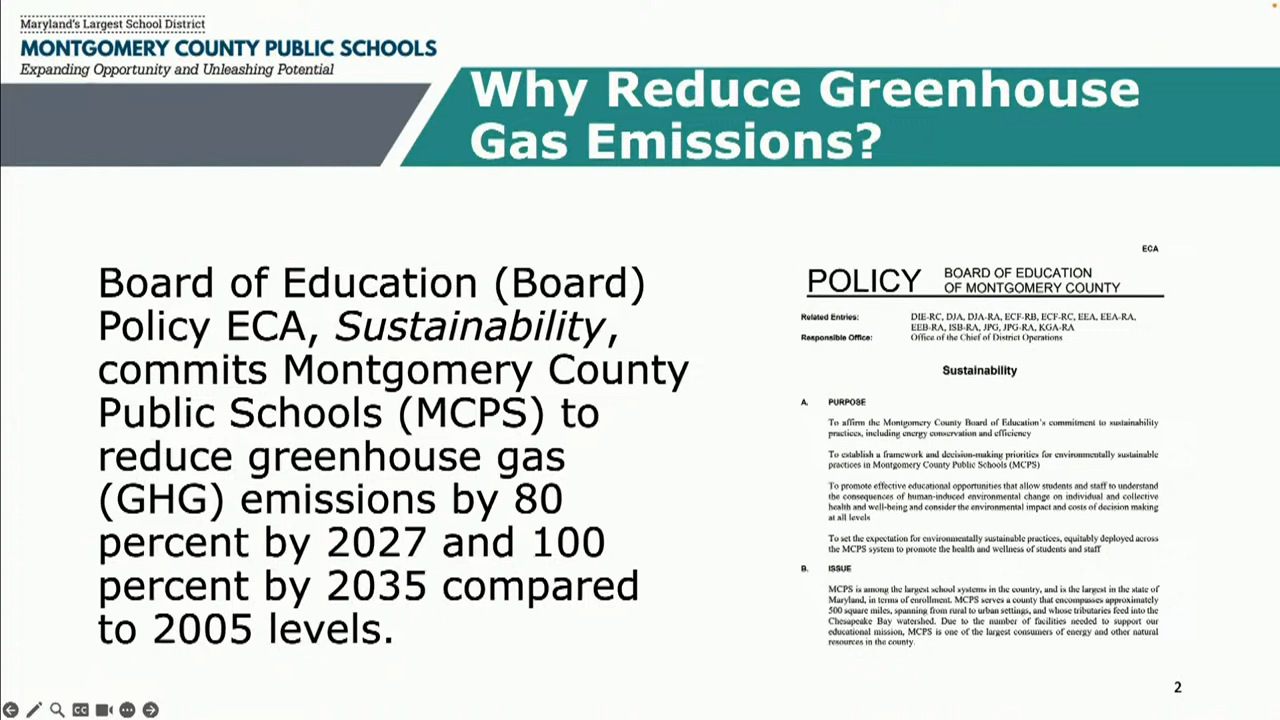 Maryland's Largest School District
MONTGOMERY COUNTY PUBLIC SCHOOLS
Expanding Opportunity and Unleashing Potential
Why Reduce Greenhouse
Gas Emissions?
Board of Education (Board)
Policy ECA, Sustainability,
commits Montgomery County
Public Schools (MCPS) to
reduce greenhouse gas
(GHG) emissions by 80
percent by 2027 and 100
percent by 2035 compared
to 2005 levels.
ECA
POLICY
BOARD OF EDUCATION
OF MONTGOMERY COUNTY
Related Entries: DIE-RC, DJA, DJA-RA, ECF-RB, ECF-RC, EEA, EEA-RA,
EEB-RA, ISB-RA, JPG, JPG-RA, KGA-RA
Responsible Office: Office of the Chief of District Operations
Sustainability
A. PURPOSE
To affirm the Montgomery County Board of Education's commitment to sustainability
practices, including energy conservation and efficiency
To establish a framework and decision-making priorities for environmentally sustainable
practices in Montgomery County Public Schools (MCPS)
To promote effective educational opportunities that allow students and staff to understand
the consequences of human-induced environmental change on individual and collective
health and well-being and consider the environmental impact and costs of decision making
at all levels
To set the expectation for environmentally sustainable practices, equitably deployed across
the MCPS system to promote the health and wellness of students and staff
B. ISSUE
MCPS is among the largest school systems in the country, and is the largest in the state of
Maryland, in terms of enrollment. MCPS serves a county that encompasses approximately
500 square miles, spanning from rural to urban settings, and whose tributaries feed into the
Chesapeake Bay watershed. Due to the number of facilities needed to support our
educational mission, MCPS is one of the largest consumers of energy and other natural
resources in the county.
2
CC